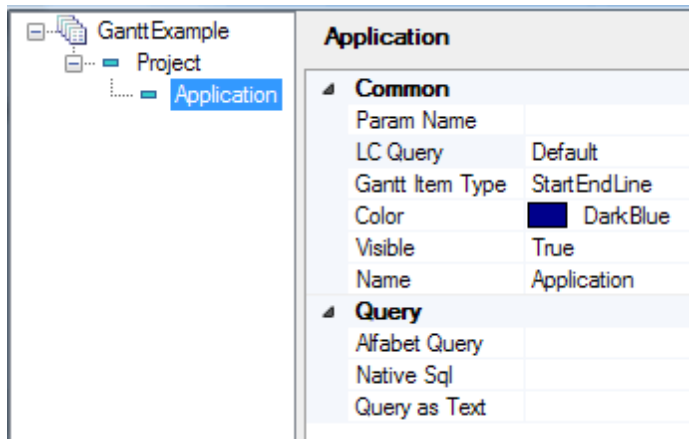 GanttExample
Project
Application
Application
Common
Param Name
LC Query Default
Gantt Item Type StartEndLine
Color DarkBlue
Visible True
Name Application
Query
Alfabet Query
Native Sql
Query as Text